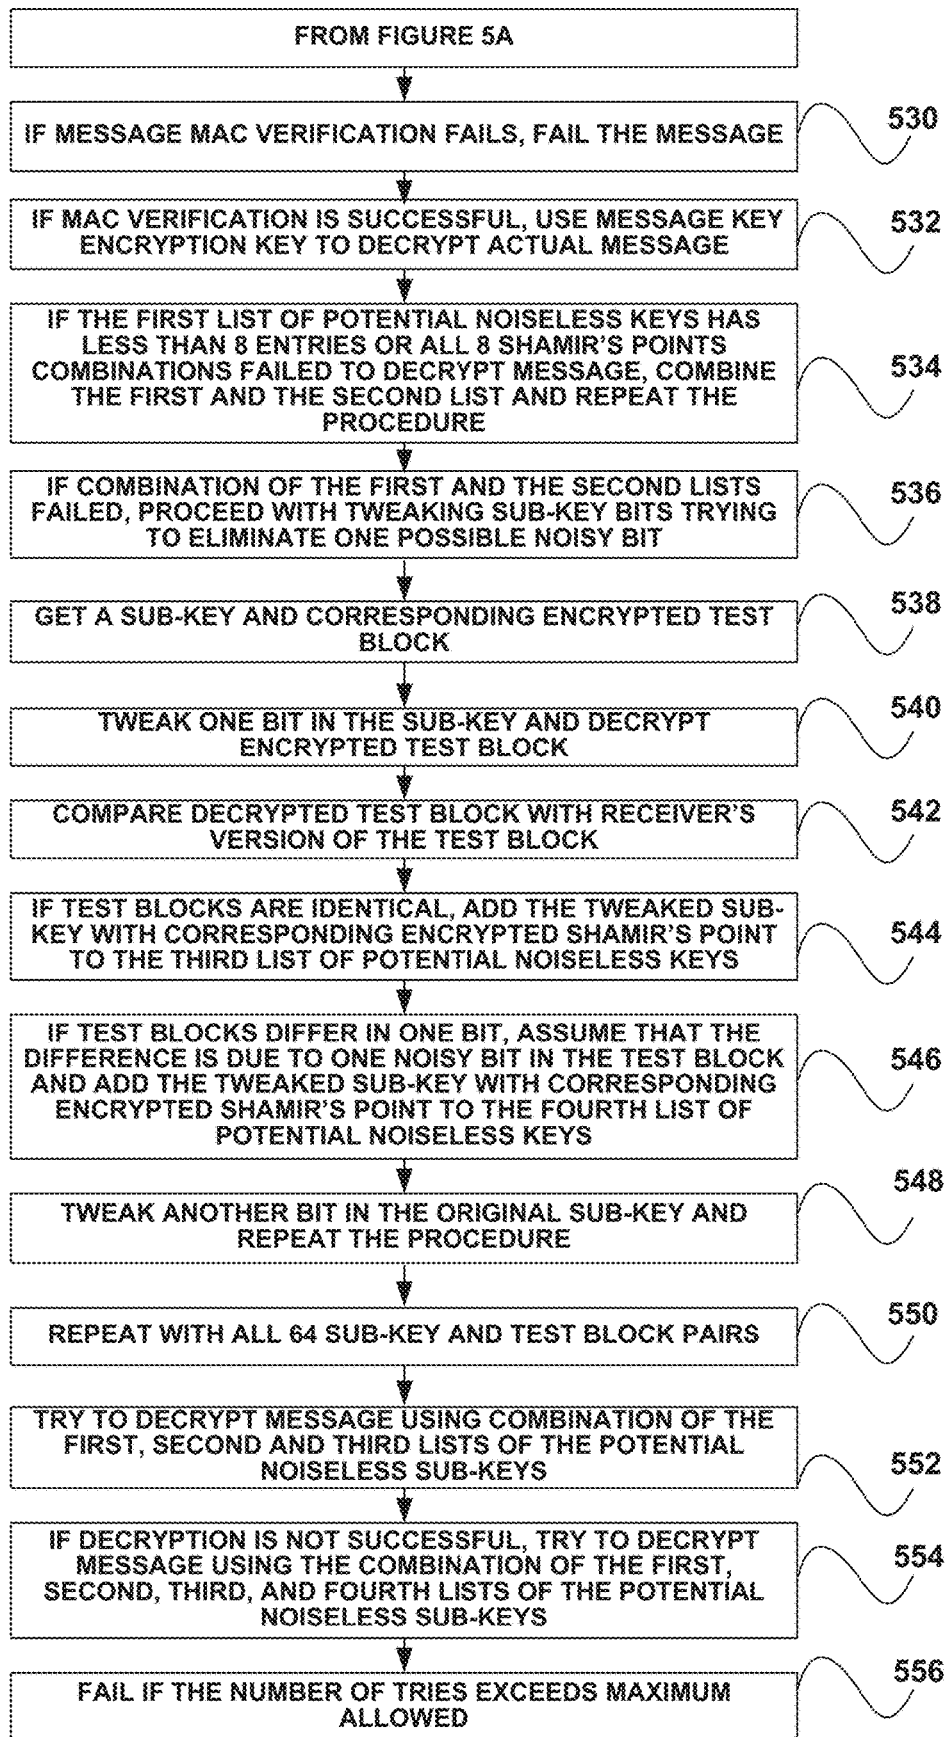 FROM FIGURE 5A
IF MESSAGE MAC VERIFICATION FAILS, FAIL THE MESSAGE
530
IF MAC VERIFICATION IS SUCCESSFUL, USE MESSAGE KEY
ENCRYPTION KEY TO DECRYPT ACTUAL MESSAGE
532
IF THE FIRST LIST OF POTENTIAL NOISELESS KEYS HAS
LESS THAN 8 ENTRIES OR ALL 8 SHAMIR'S POINTS
COMBINATIONS FAILED TO DECRYPT MESSAGE, COMBINE
THE FIRST AND THE SECOND LIST AND REPEAT THE
PROCEDURE
534
IF COMBINATION OF THE FIRST AND THE SECOND LISTS
FAILED, PROCEED WITH TWEAKING SUB-KEY BITS TRYING
TO ELIMINATE ONE POSSIBLE NOISY BIT
536
GET A SUB-KEY AND CORRESPONDING ENCRYPTED TEST
BLOCK
538
TWEAK ONE BIT IN THE SUB-KEY AND DECRYPT
ENCRYPTED TEST BLOCK
540
COMPARE DECRYPTED TEST BLOCK WITH RECEIVER'S
VERSION OF THE TEST BLOCK
542
IF TEST BLOCKS ARE IDENTICAL, ADD THE TWEAKED SUB-
KEY WITH CORRESPONDING ENCRYPTED SHAMIR'S POINT
TO THE THIRD LIST OF POTENTIAL NOISELESS KEYS
544
IF TEST BLOCKS DIFFER IN ONE BIT, ASSUME THAT THE
DIFFERENCE IS DUE TO ONE NOISY BIT IN THE TEST BLOCK
AND ADD THE TWEAKED SUB-KEY WITH CORRESPONDING
ENCRYPTED SHAMIR'S POINT TO THE FOURTH LIST OF
POTENTIAL NOISELESS KEYS
546
TWEAK ANOTHER BIT IN THE ORIGINAL SUB-KEY AND
REPEAT THE PROCEDURE
548
REPEAT WITH ALL 64 SUB-KEY AND TEST BLOCK PAIRS
550
TRY TO DECRYPT MESSAGE USING COMBINATION OF THE
FIRST, SECOND AND THIRD LISTS OF THE POTENTIAL
NOISELESS SUB-KEYS
552
IF DECRYPTION IS NOT SUCCESSFUL, TRY TO DECRYPT
MESSAGE USING THE COMBINATION OF THE FIRST,
SECOND, THIRD, AND FOURTH LISTS OF THE POTENTIAL
NOISELESS SUB-KEYS
554
FAIL IF THE NUMBER OF TRIES EXCEEDS MAXIMUM
ALLOWED
556